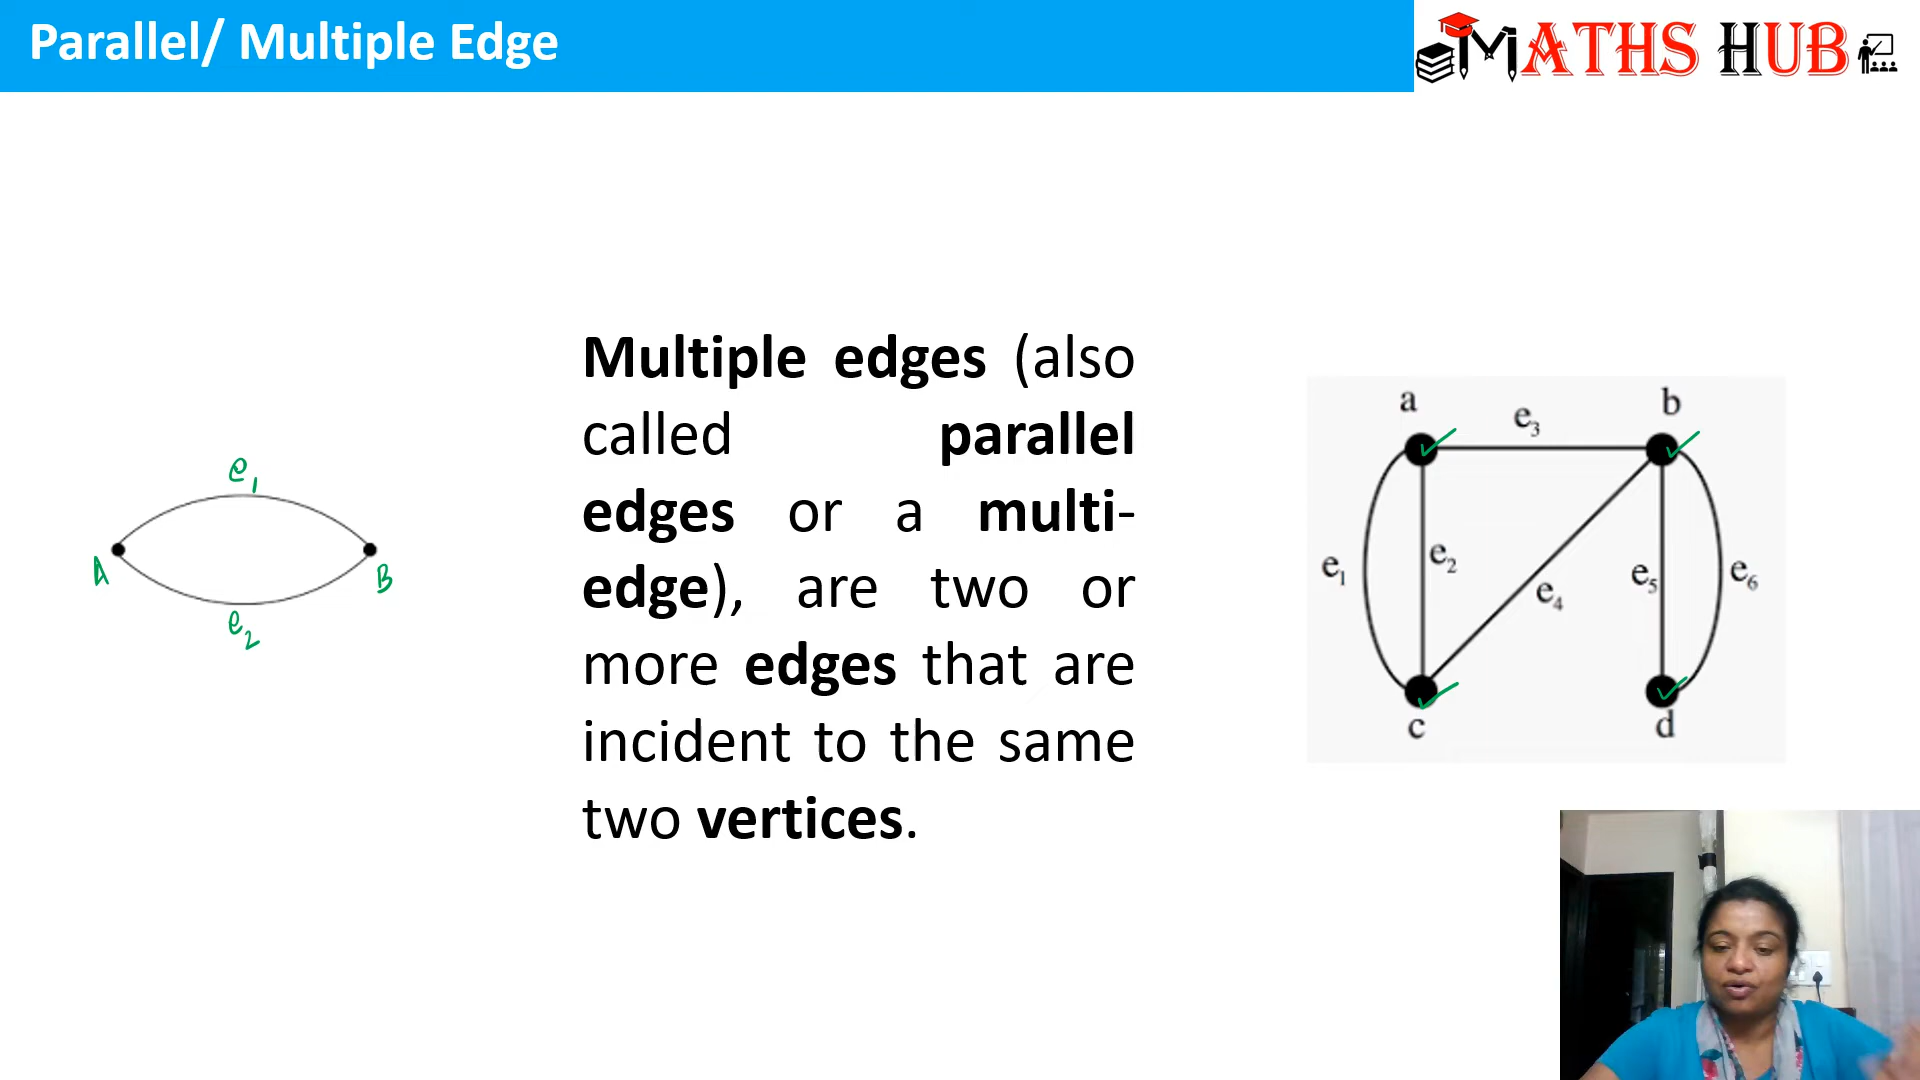 Parallel/ Multiple Edge
MATHS HUB
Multiple edges (also
called parallel
edges or a multi-
edge), are two or
more edges that are
incident to the same
two vertices.
e1
A
B
e2
a
b
e3
e1
e2
e4
e5
e6
c
d